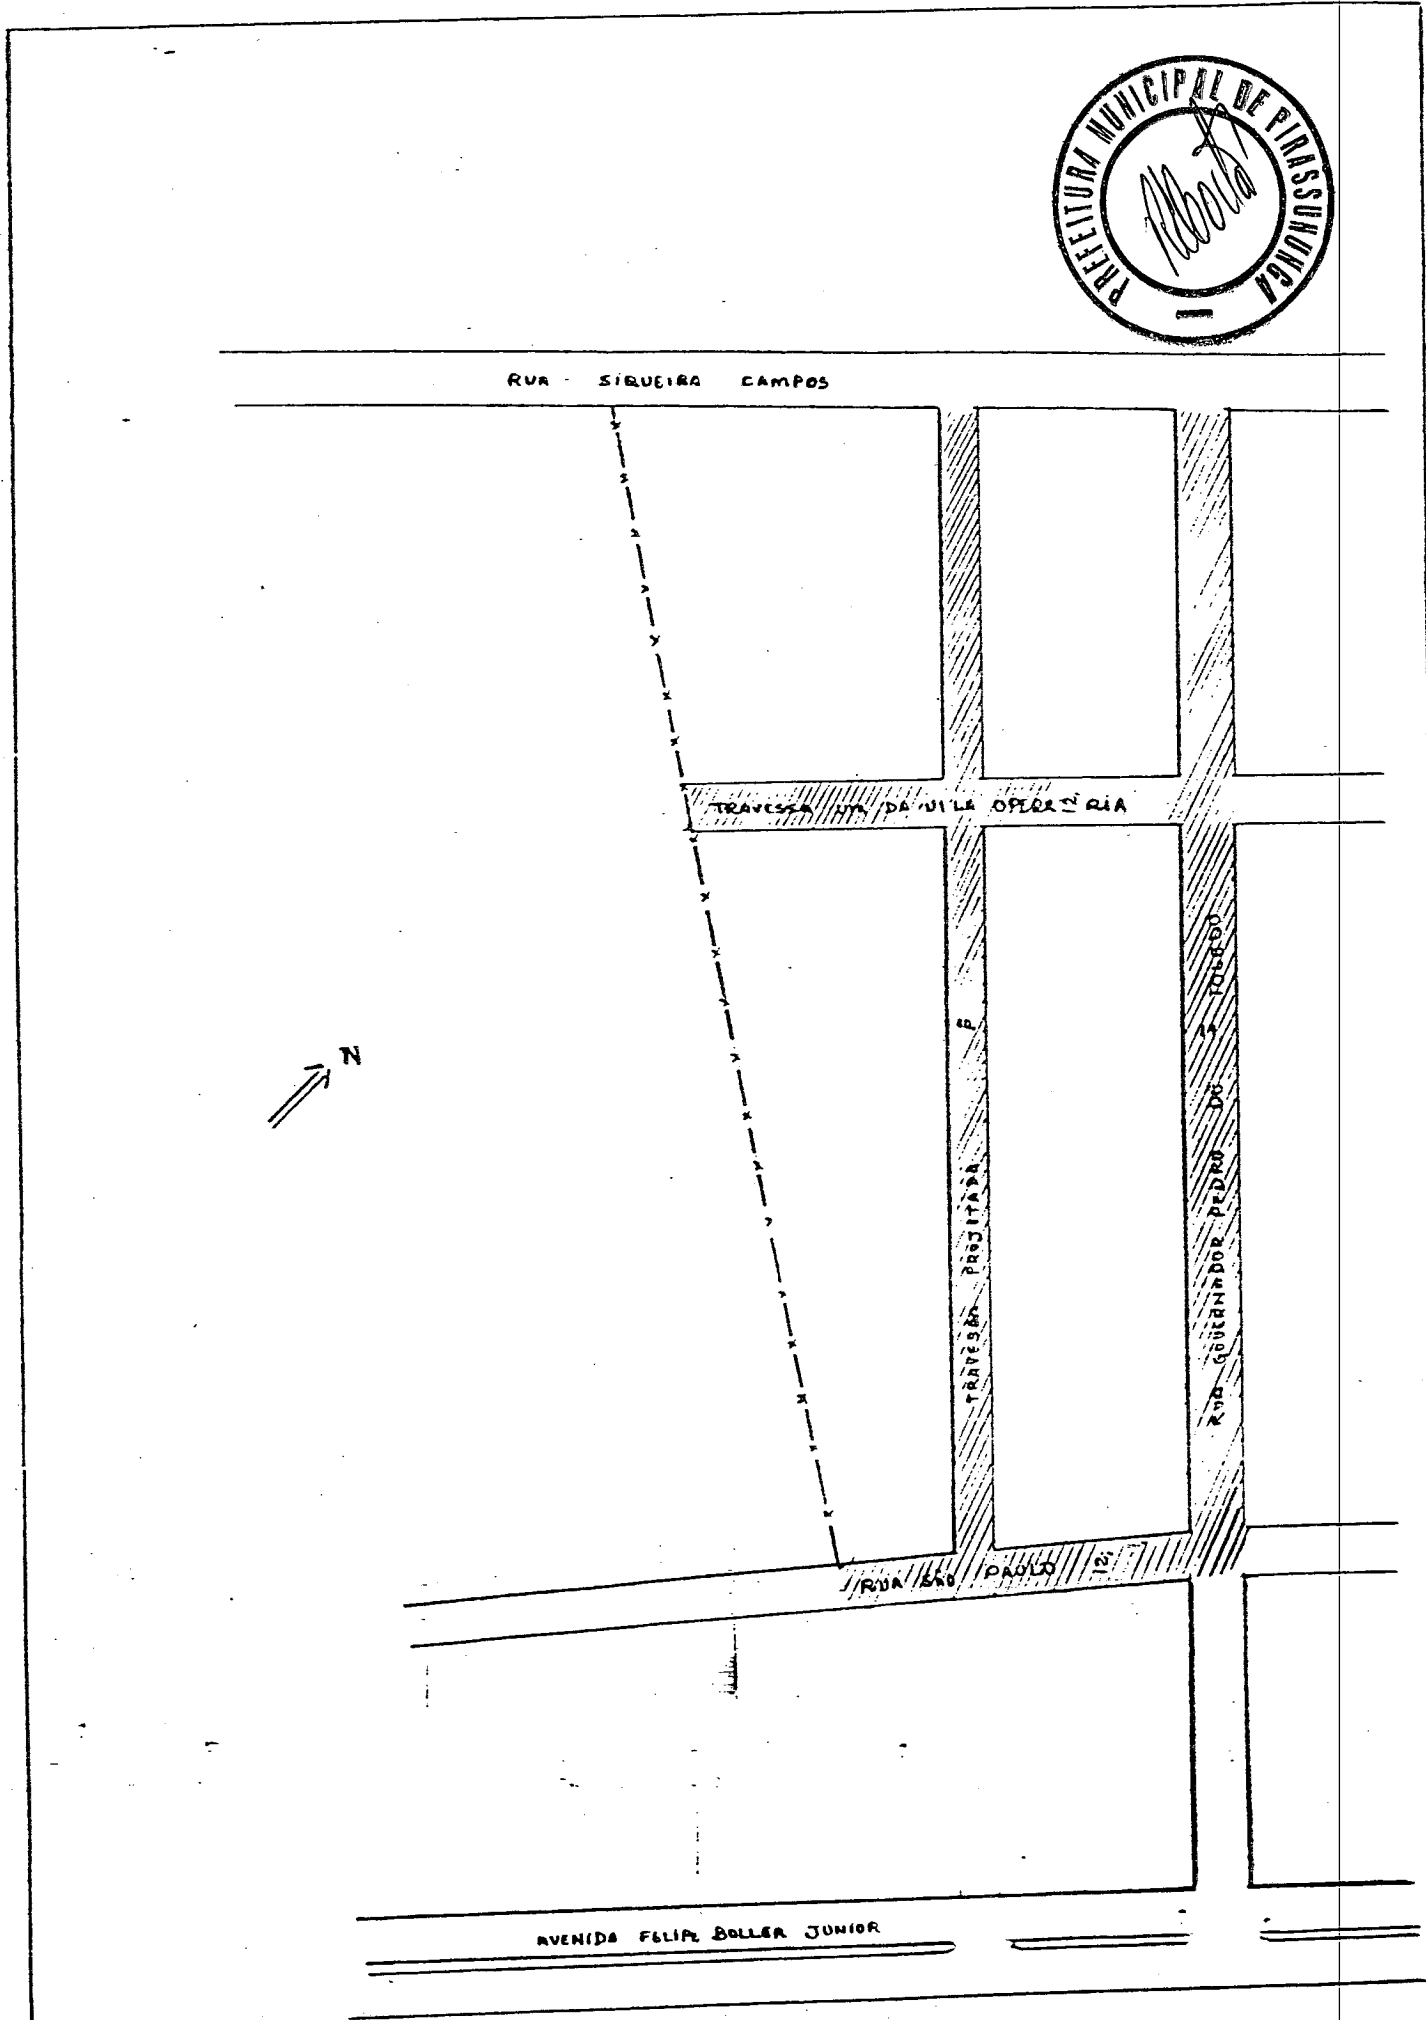 PREFEITURA MUNICIPAL DE PIRASSUNUNGA
RUA - SIQUEIRA CAMPOS
TRAVESSA UM DA VILA OPERARIA
N
TRAVESSA PROJETADA
RUA GOVERNADOR PEDRO DE TOLEDO
RUA SÃO PAULO
AVENIDA FELIPE BOLLER JUNIOR